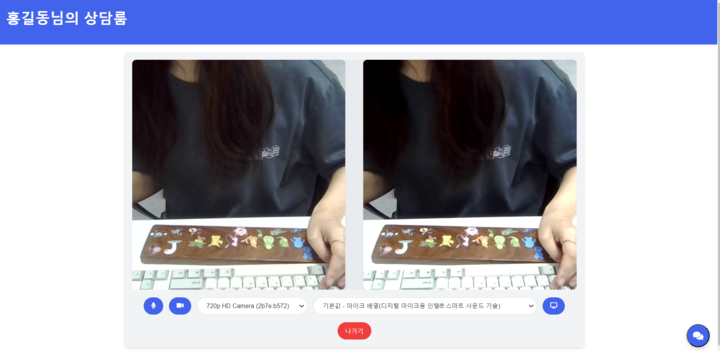 홍길동님의 상담룸
720p HD Camera (2b7e:b572)
기본값 - 마이크 배열(디지털 마이크용 인텔® 스마트 사운드 기술)
나가기